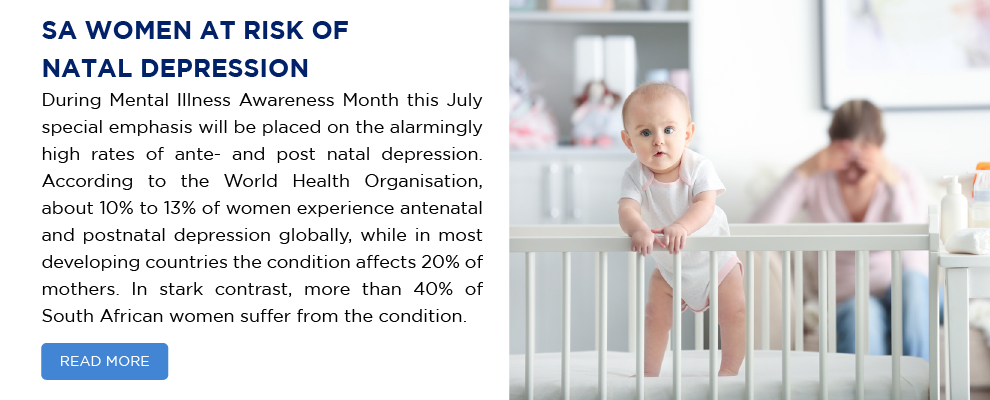 SA WOMEN AT RISK OF
NATAL DEPRESSION
During Mental Illness Awareness Month this July
special emphasis will be placed on the alarmingly
high rates of ante- and post natal depression.
According to the World Health Organisation,
about 10% to 13% of women experience antenatal
and postnatal depression globally, while in most
developing countries the condition affects 20% of
mothers. In stark contrast, more than 40% of
South African women suffer from the condition.
READ MORE